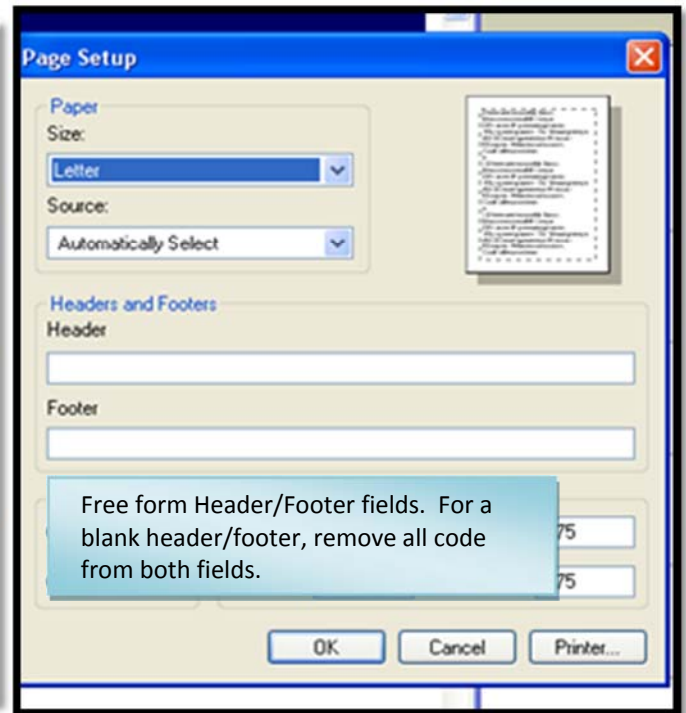 Page Setup
Paper
Size:
Letter
Source:
Automatically Select
Headers and Footers
Header
Footer
Free form Header/Footer fields.  For a
blank header/footer, remove all code
from both fields.
75
75
OK Cancel Printer...